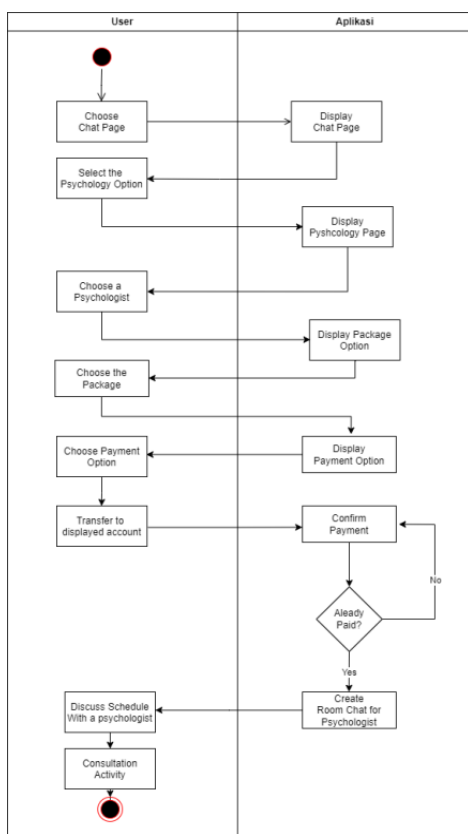 User
Aplikasi
Choose
Chat Page
Display
Chat Page
Select the
Psychology Option
Display
Pyshcology Page
Choose a
Psychologist
Display Package
Option
Choose the
Package
Display
Payment Option
Choose Payment
Option
Transfer to
displayed account
Confirm
Payment
No
Aleady
Paid?
Yes
Create
Room Chat for
Psychologist
Discuss Schedule
With a psychologist
Consultation
Activity